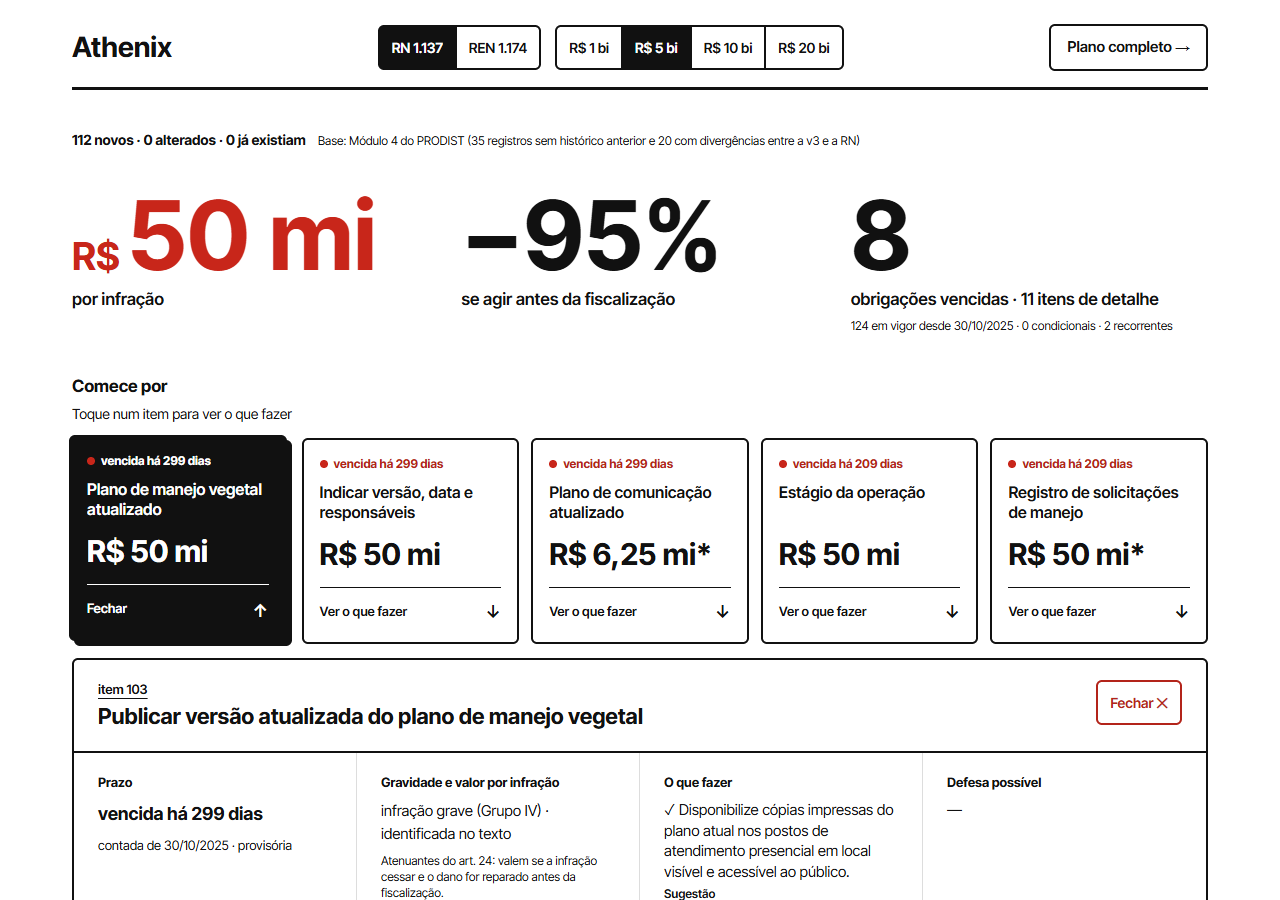 Athenix
RN 1.137 REN 1.174 R$ 1 bi R$ 5 bi R$ 10 bi R$ 20 bi
Plano completo →
112 novos · 0 alterados · 0 já existiam Base: Módulo 4 do PRODIST (35 registros sem histórico anterior e 20 com divergências entre a v3 e a RN)
R$ 50 mi
por infração
−95%
se agir antes da fiscalização
8
obrigações vencidas · 11 itens de detalhe
124 em vigor desde 30/10/2025 · 0 condicionais · 2 recorrentes
Comece por
Toque num item para ver o que fazer
vencida há 299 dias
Plano de manejo vegetal
atualizado
R$ 50 mi
Fechar ↑
vencida há 299 dias
Indicar versão, data e
responsáveis
R$ 50 mi
Ver o que fazer ↓
vencida há 299 dias
Plano de comunicação
atualizado
R$ 6,25 mi*
Ver o que fazer ↓
vencida há 209 dias
Estágio da operação
R$ 50 mi
Ver o que fazer ↓
vencida há 209 dias
Registro de solicitações
de manejo
R$ 50 mi*
Ver o que fazer ↓
item 103
Publicar versão atualizada do plano de manejo vegetal
Fechar ✕
Prazo
vencida há 299 dias
contada de 30/10/2025 · provisória
Gravidade e valor por infração
infração grave (Grupo IV) ·
identificada no texto
Atenuantes do art. 24: valem se a infração
cessar e o dano for reparado antes da
fiscalização.
O que fazer
✓ Disponibilize cópias impressas do
plano atual nos postos de
atendimento presencial em local
visível e acessível ao público.
Sugestão
Defesa possível
—